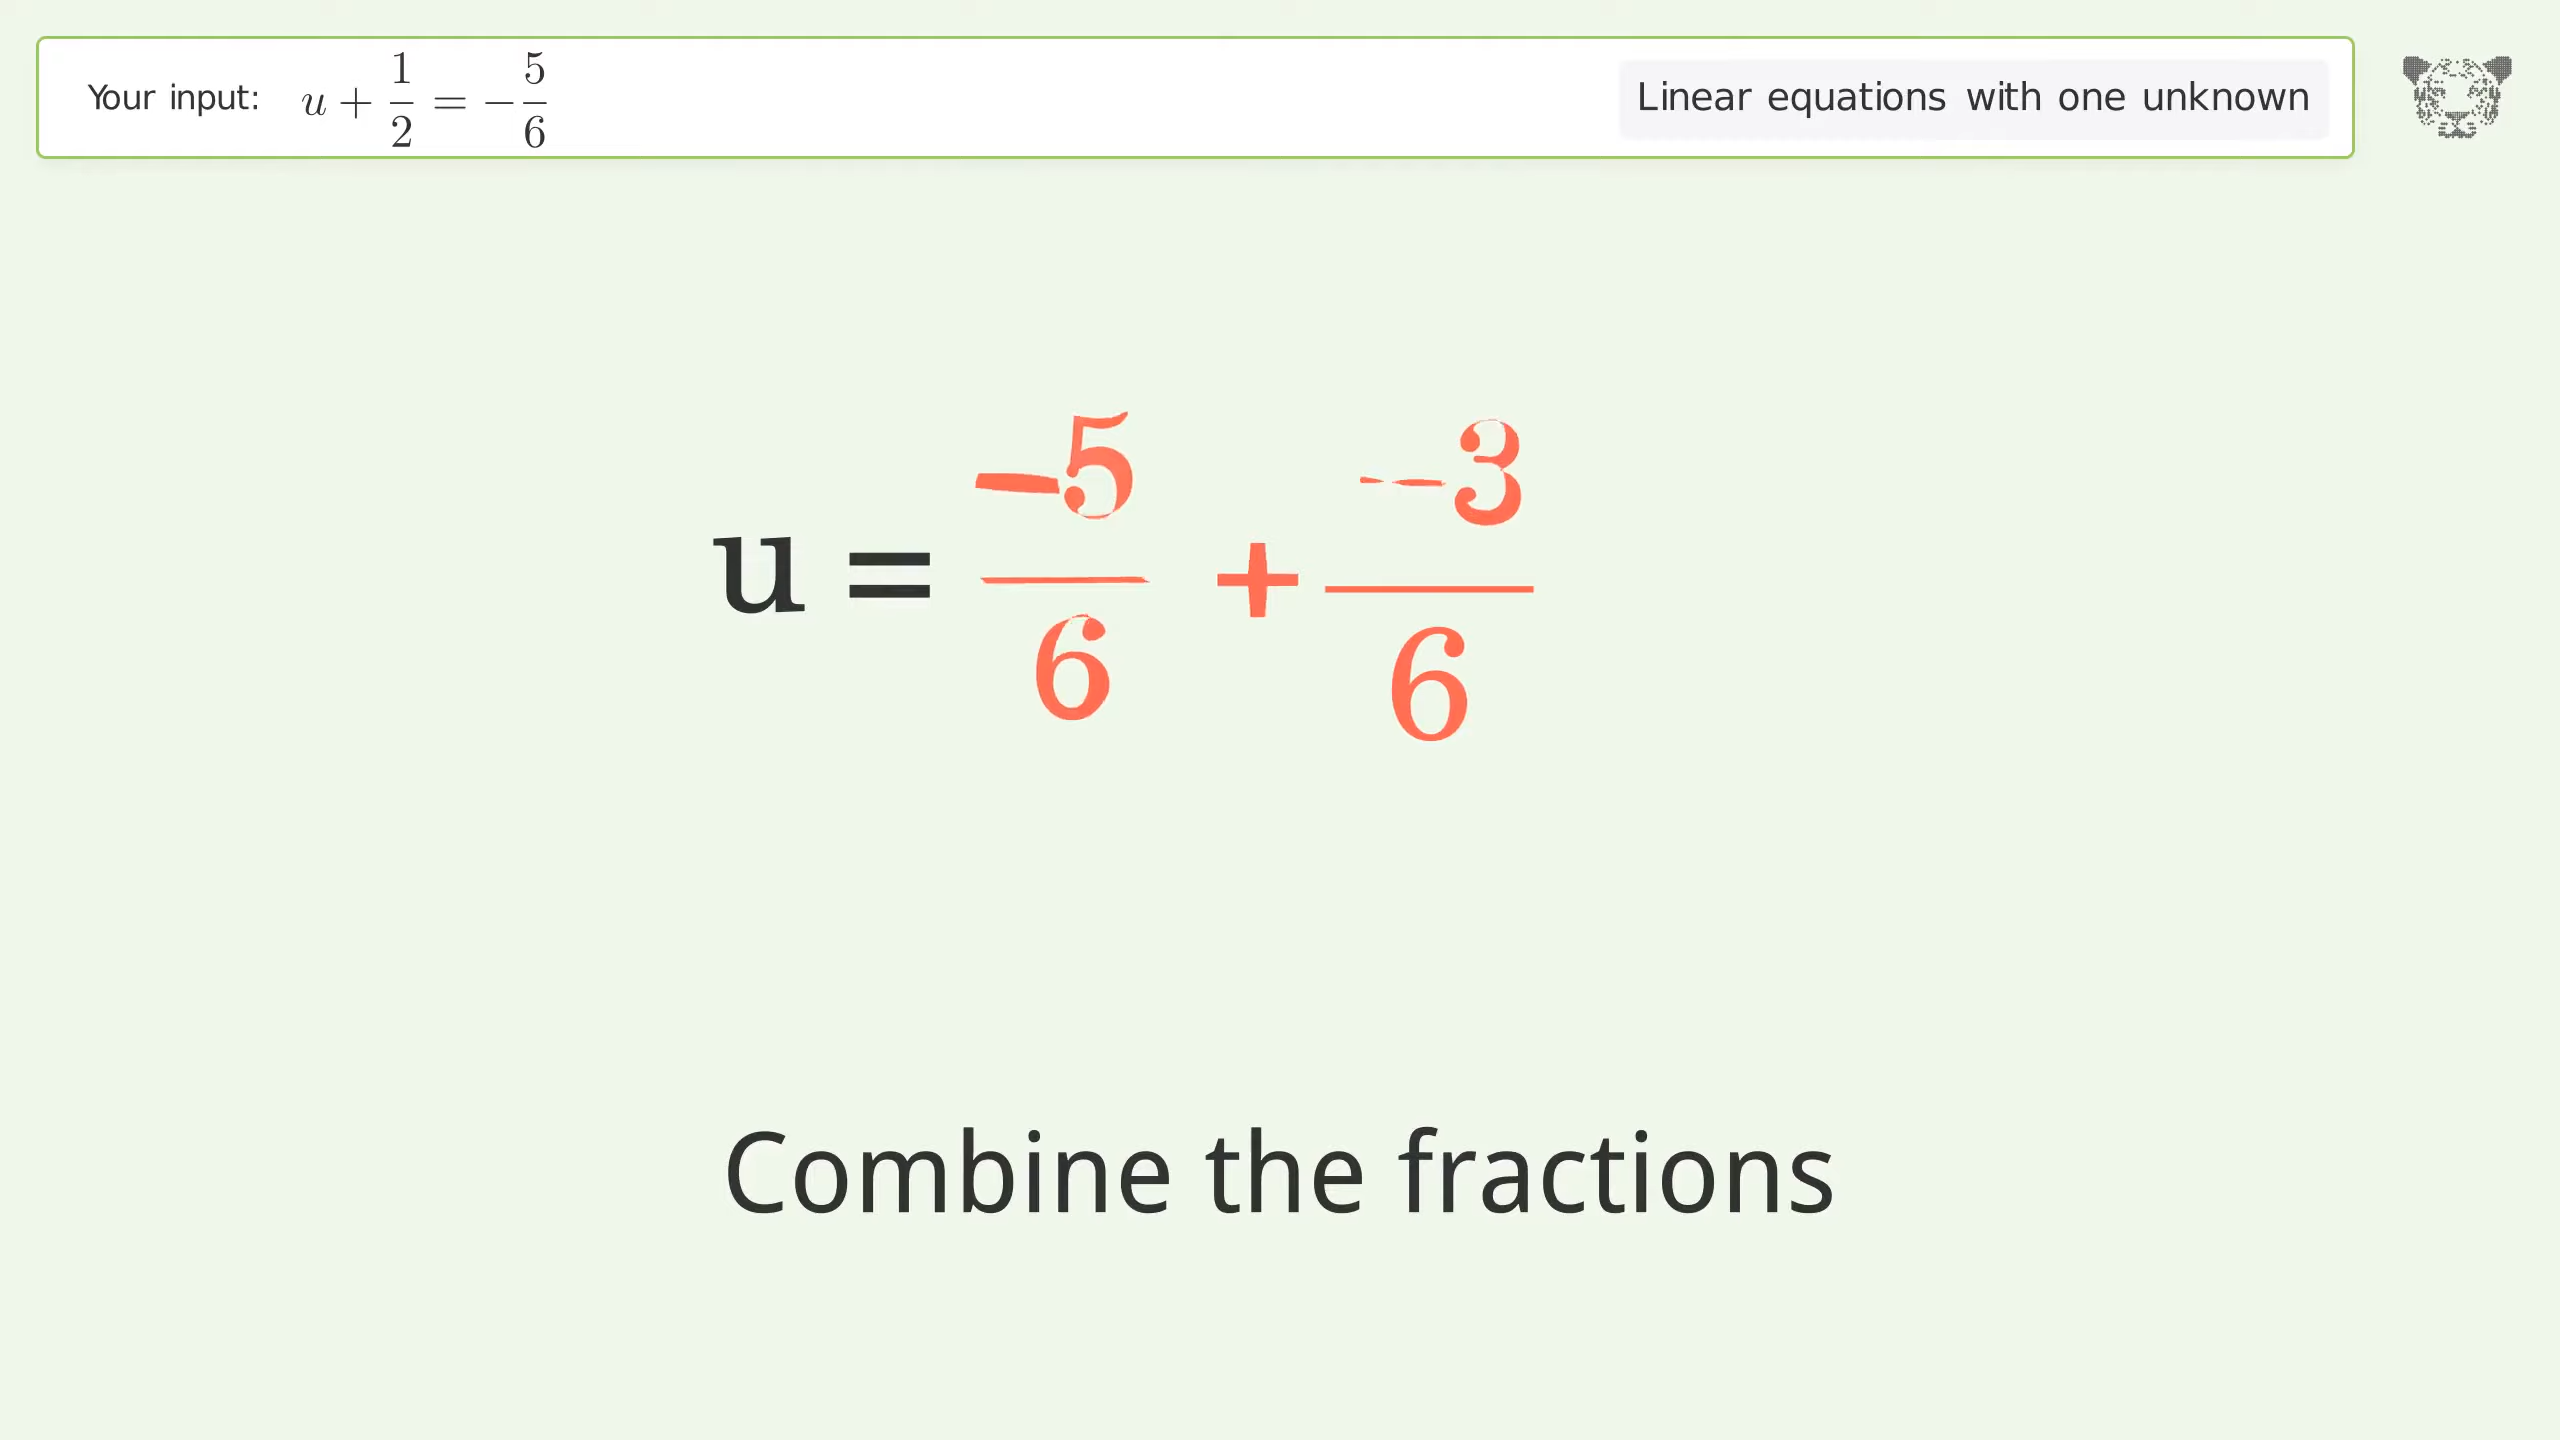 Your input: u + 1/2 = -5/6
Linear equations with one unknown
u = -5/6 + -3/6
Combine the fractions